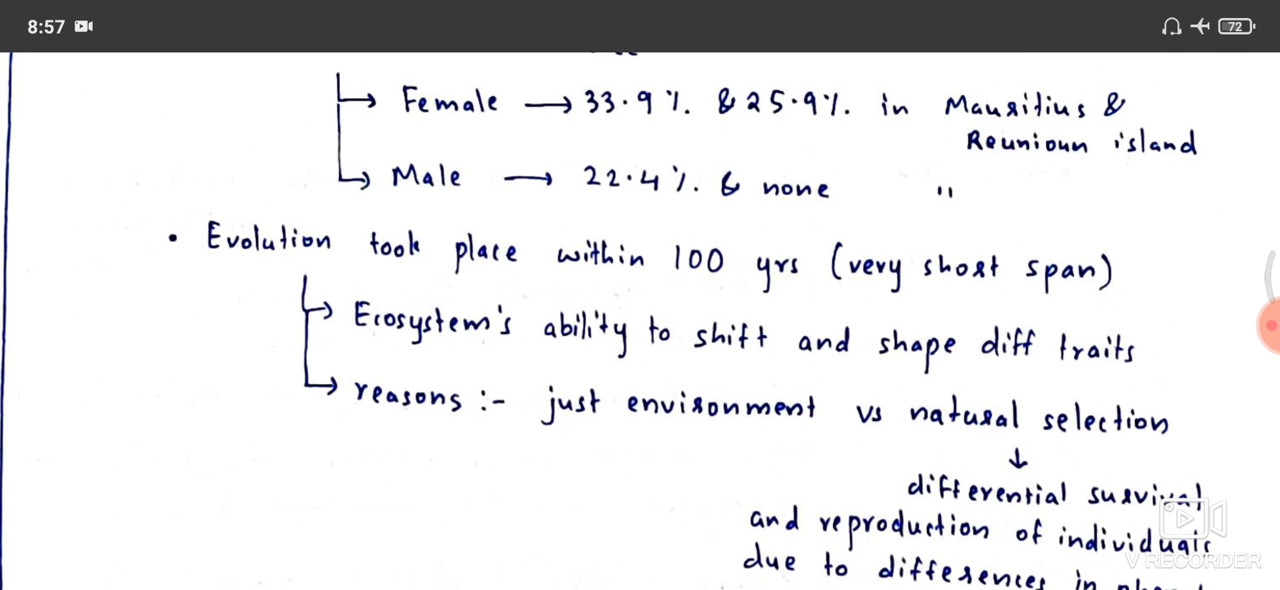 8:57
72
Female → 33.9%. & 25.9%. in Mauritius &
Reunioun island
Male → 22.4%. & none "
• Evolution took place within 100 yrs (very short span)
Ecosystem's ability to shift and shape diff traits
reasons :- just environment vs natural selection
↓
differential survival
and reproduction of individuals
due to differences in
V RECORDER